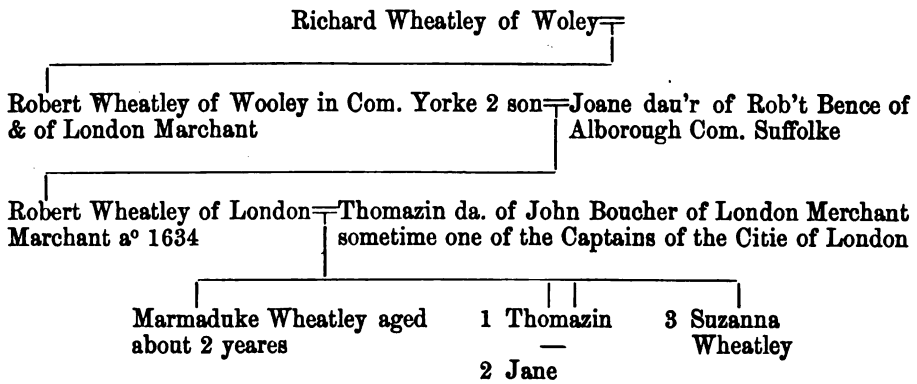 Richard Wheatley of Woley
Robert Wheatley of Wooley in Com. Yorke 2 son
& of London Marchant
Joane dau'r of Rob't Bence of
Alborough Com. Suffolke
Robert Wheatley of London
Marchant aº 1634
Thomazin da. of John Boucher of London Merchant
sometime one of the Captains of the Citie of London
Marmaduke Wheatley aged
about 2 yeares
1 Thomazin
—
2 Jane
3 Suzanna
Wheatley